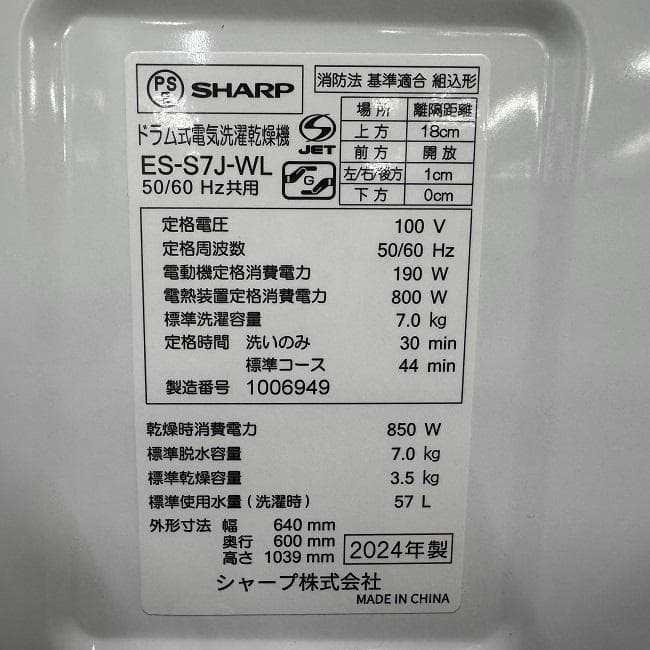 PS E SHARP
消防法 基準適合 組込形
場所 離隔距離
上方 18cm
前方 開放
左/右/後方 1cm
下方 0cm
ドラム式電気洗濯乾燥機
S JET
ES-S7J-WL
50/60 Hz共用
G
定格電圧 100 V
定格周波数 50/60 Hz
電動機定格消費電力 190 W
電熱装置定格消費電力 800 W
標準洗濯容量 7.0 kg
定格時間 洗いのみ 30 min
標準コース 44 min
製造番号 1006949
乾燥時消費電力 850 W
標準脱水容量 7.0 kg
標準乾燥容量 3.5 kg
標準使用水量(洗濯時) 57 L
外形寸法 幅 640 mm
奥行 600 mm
高さ 1039 mm
2024年製
シャープ株式会社
MADE IN CHINA